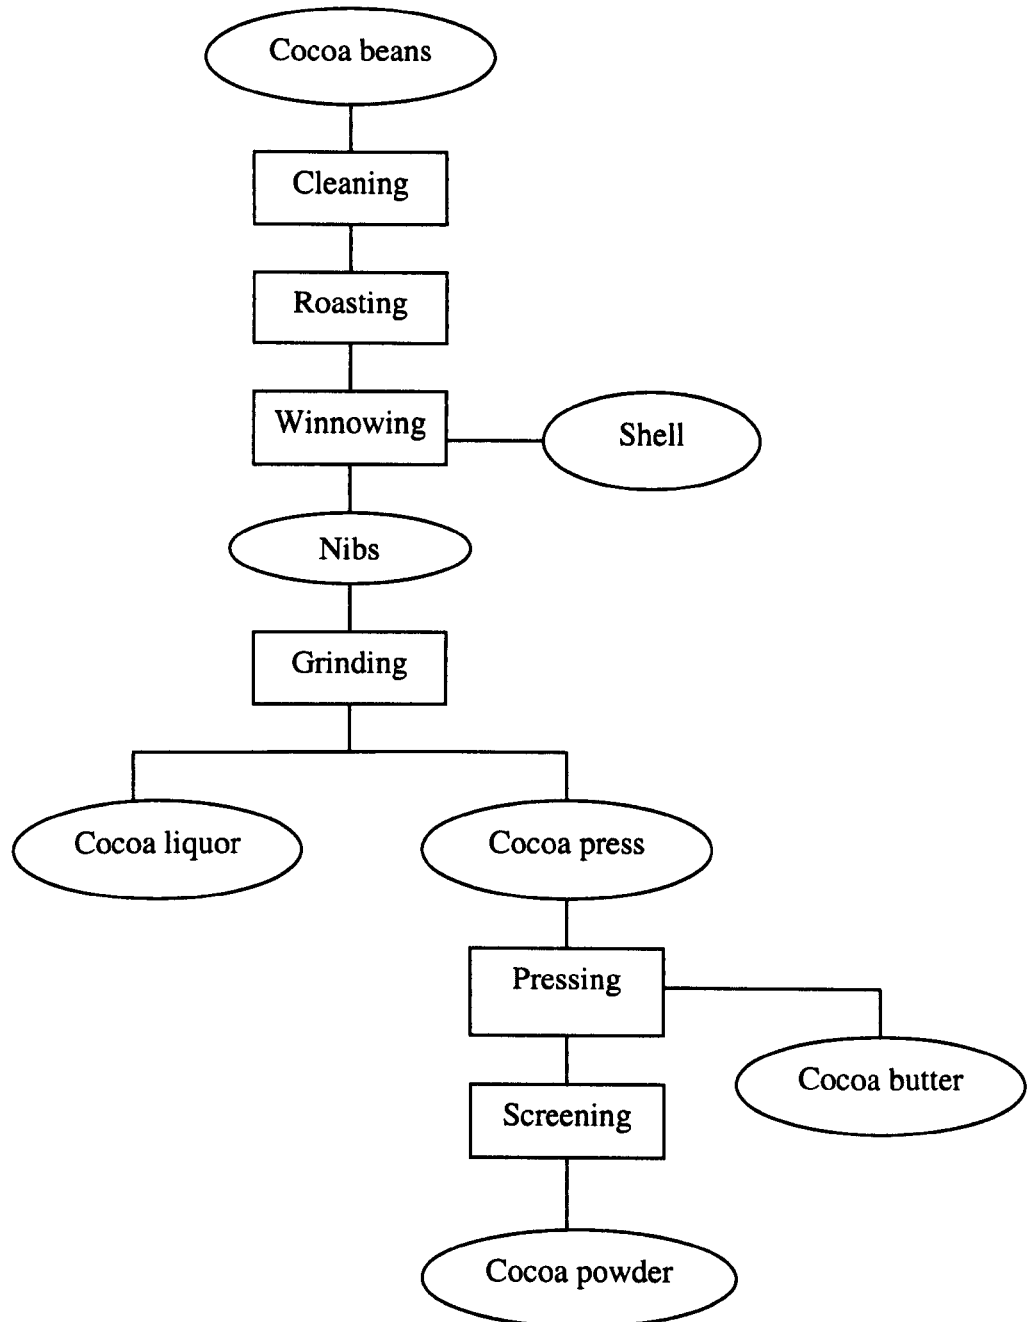 Cocoa beans
Cleaning
Roasting
Winnowing
Shell
Nibs
Grinding
Cocoa liquor
Cocoa press
Pressing
Cocoa butter
Screening
Cocoa powder